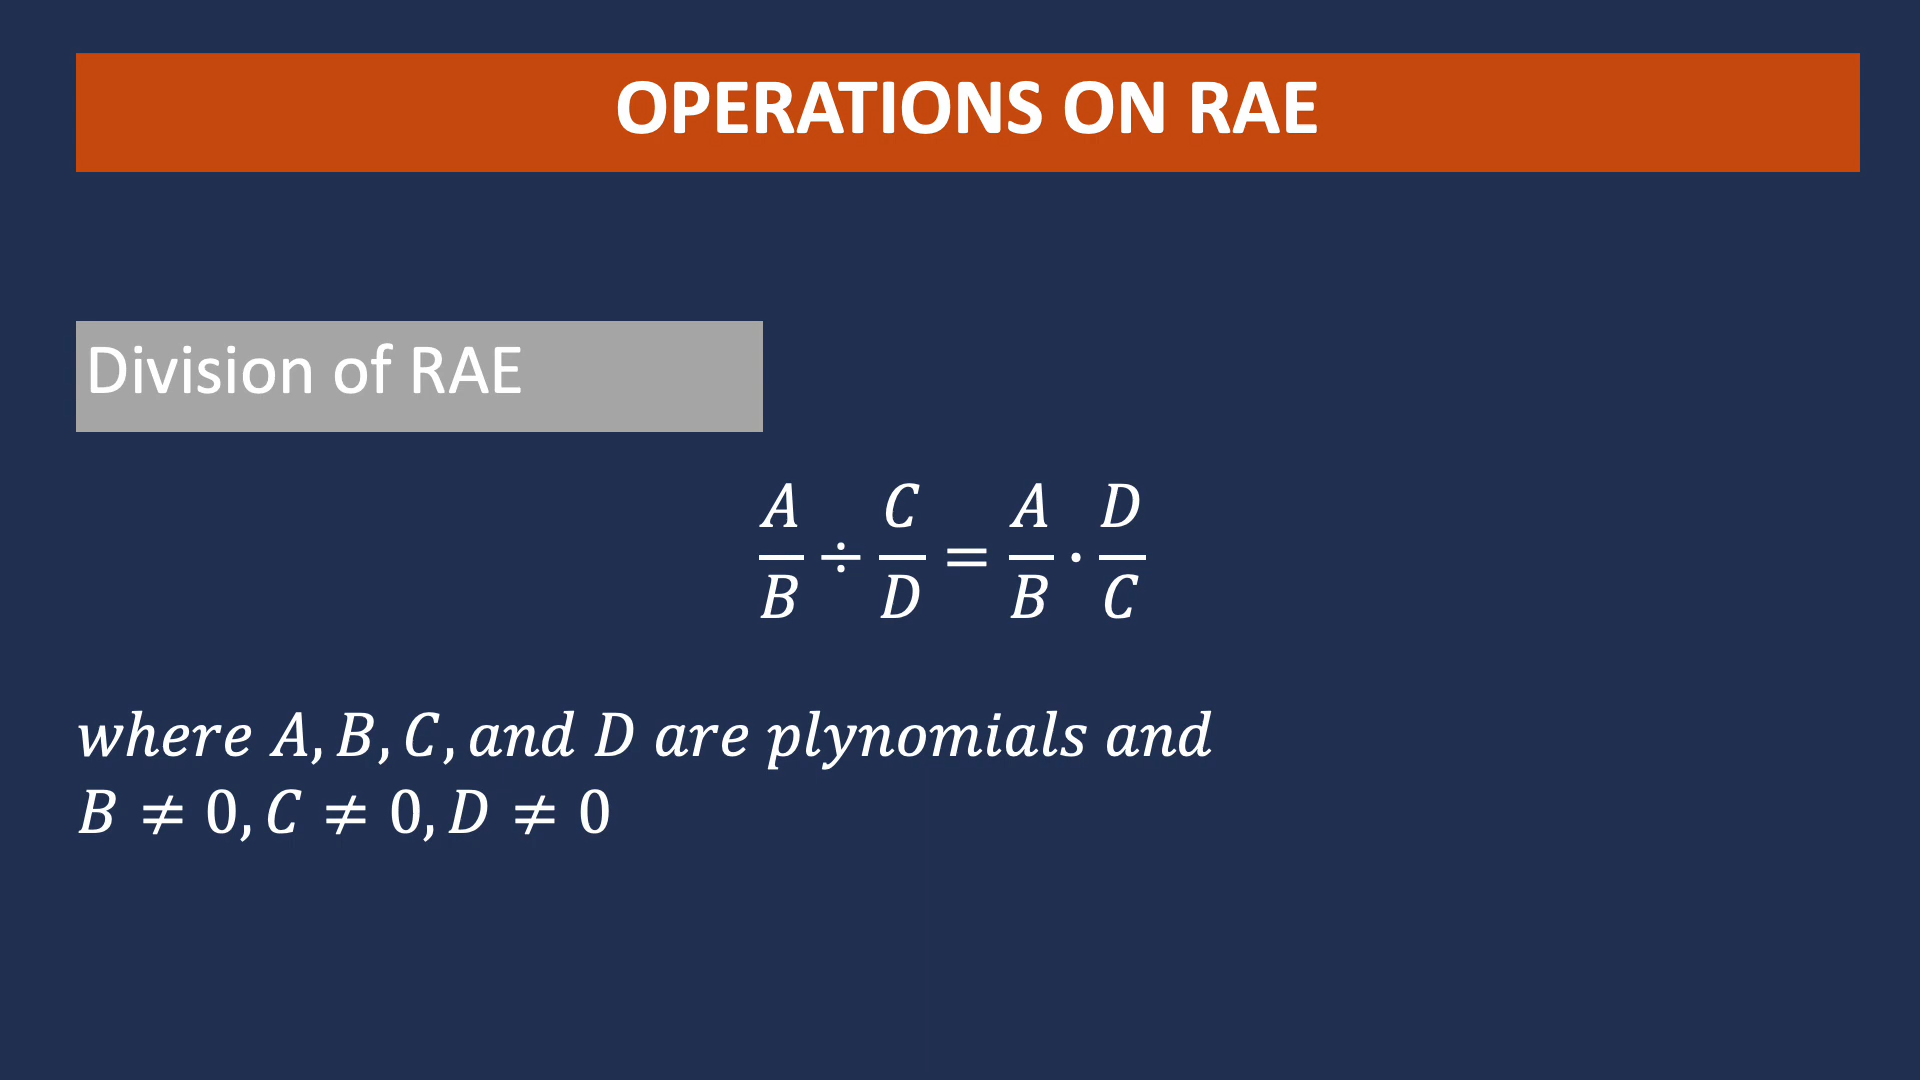 OPERATIONS ON RAE
Division of RAE
A/B ÷ C/D = A/B · D/C
where A, B, C, and D are plynomials and
B ≠ 0, C ≠ 0, D ≠ 0